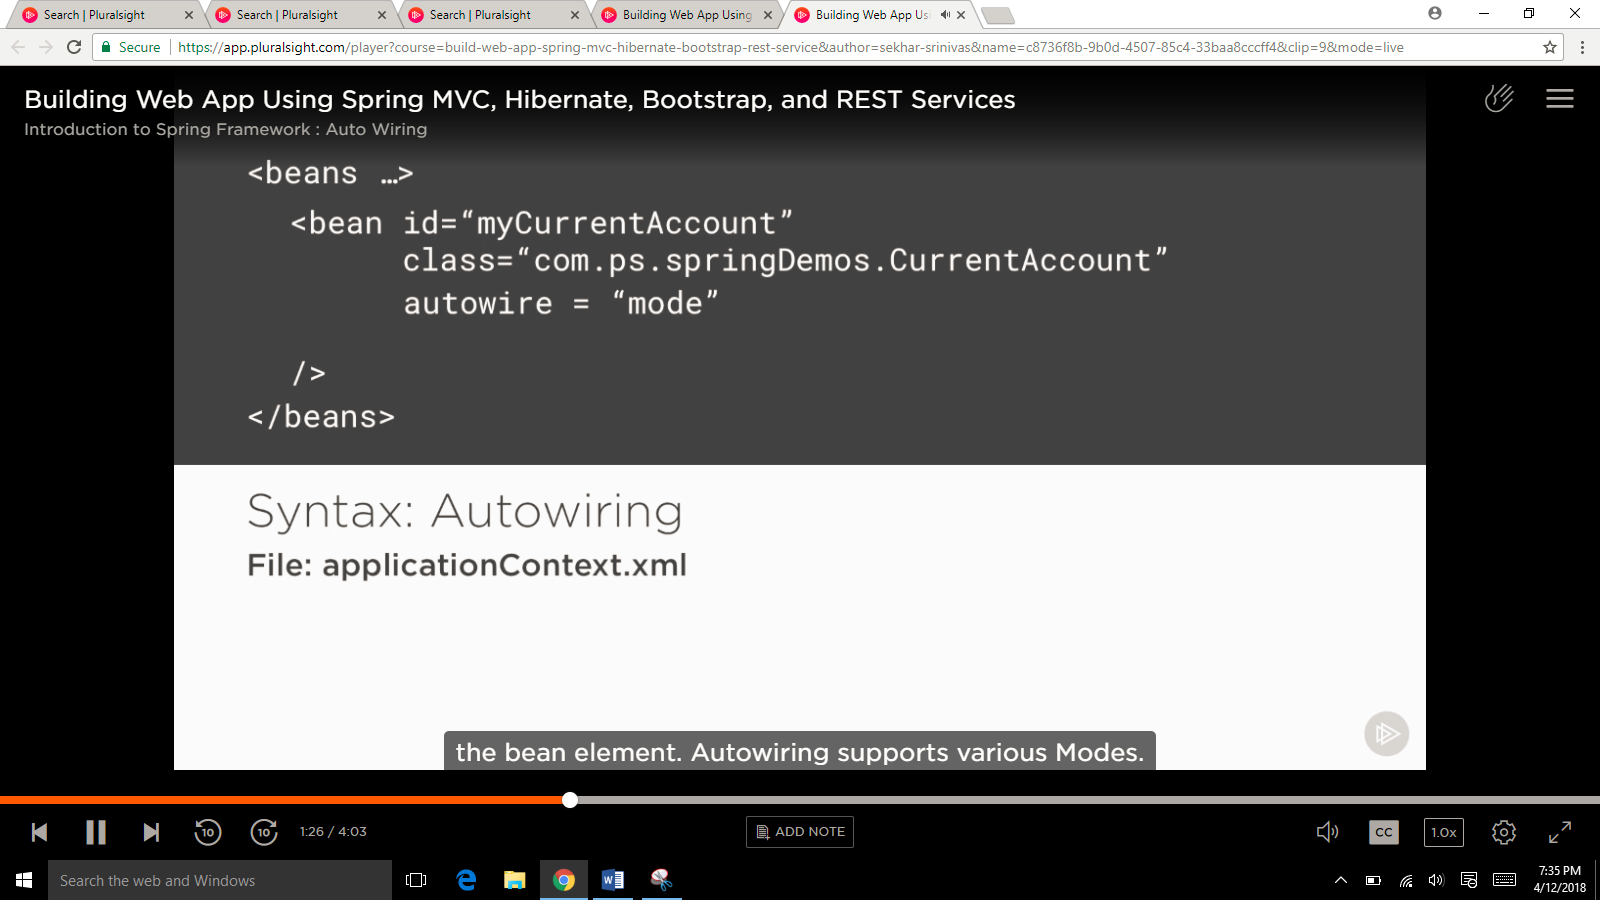 Search | Pluralsight
Search | Pluralsight
Search | Pluralsight
Building Web App Using
Building Web App Usi
Secure
https://app.pluralsight.com/player?course=build-web-app-spring-mvc-hibernate-bootstrap-rest-service&author=sekhar-srinivas&name=c8736f8b-9b0d-4507-85c4-33baa8cccff4&clip=9&mode=live
Building Web App Using Spring MVC, Hibernate, Bootstrap, and REST Services
Introduction to Spring Framework : Auto Wiring
<beans …>
<bean id=“myCurrentAccount”
class=“com.ps.springDemos.CurrentAccount”
autowire = “mode”
/>
</beans>
Syntax: Autowiring
File: applicationContext.xml
the bean element. Autowiring supports various Modes.
10
10
1:26 / 4:03
ADD NOTE
CC
1.0x
Search the web and Windows
7:35 PM
4/12/2018